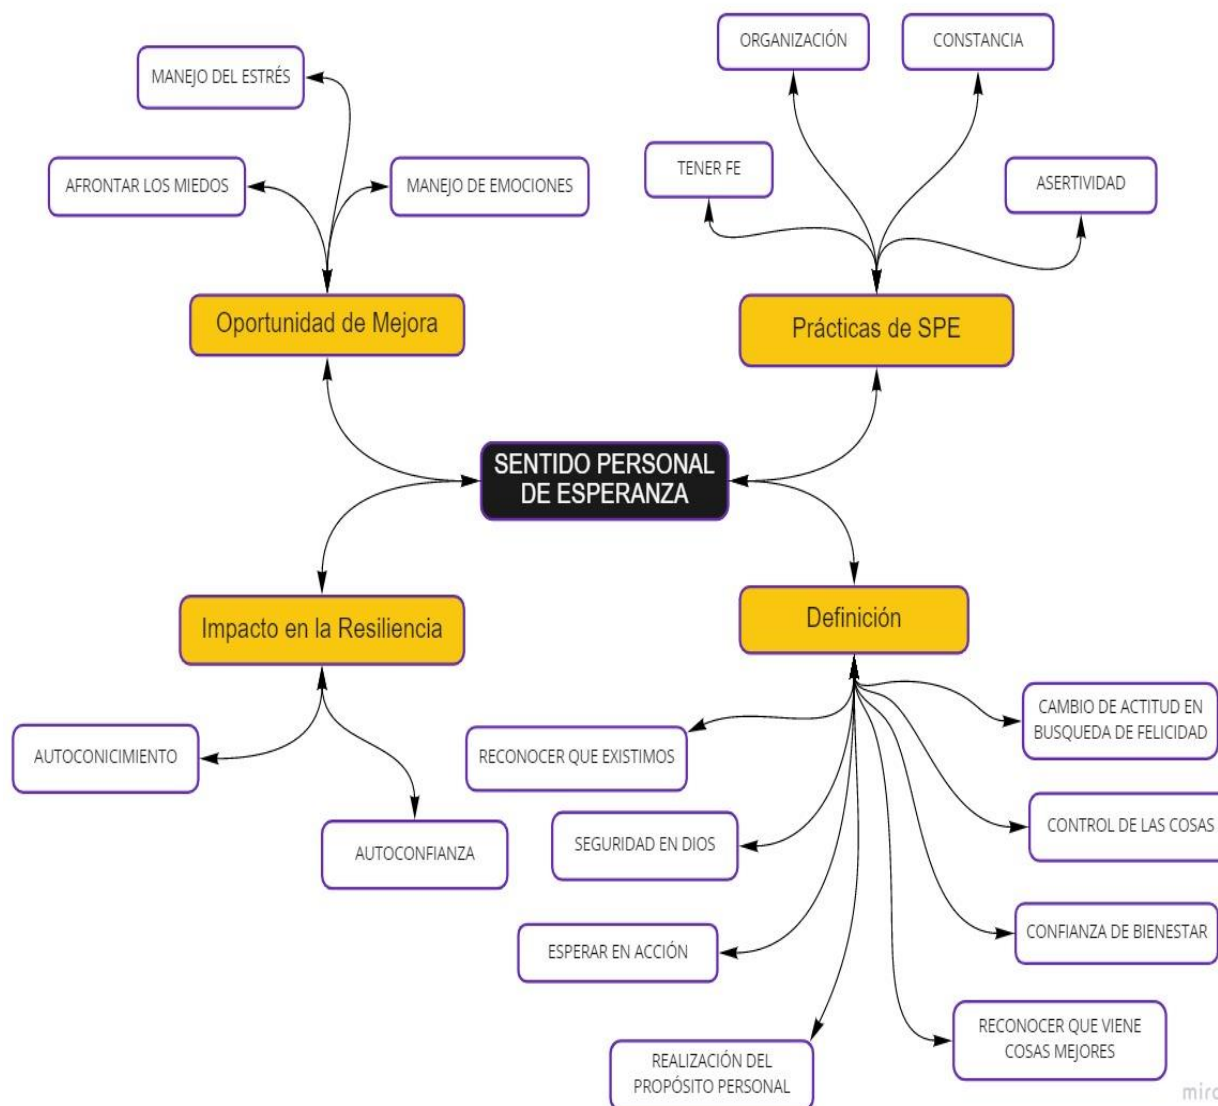 ORGANIZACIÓN
CONSTANCIA
MANEJO DEL ESTRÉS
TENER FE
AFRONTAR LOS MIEDOS
MANEJO DE EMOCIONES
ASERTIVIDAD
Oportunidad de Mejora
Prácticas de SPE
SENTIDO PERSONAL
DE ESPERANZA
Impacto en la Resiliencia
Definición
CAMBIO DE ACTITUD EN
BUSQUEDA DE FELICIDAD
AUTOCONICIMIENTO
RECONOCER QUE EXISTIMOS
CONTROL DE LAS COSAS
SEGURIDAD EN DIOS
AUTOCONFIANZA
CONFIANZA DE BIENESTAR
ESPERAR EN ACCIÓN
RECONOCER QUE VIENE
COSAS MEJORES
REALIZACIÓN DEL
PROPÓSITO PERSONAL
miro